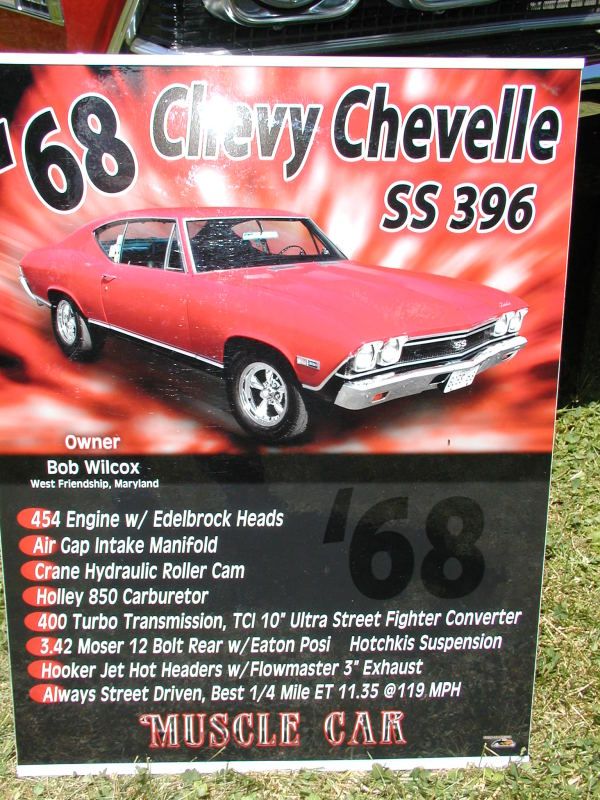 '68 Chevy Chevelle
SS 396
SS
Owner
Bob Wilcox
West Friendship, Maryland
'68
454 Engine w/ Edelbrock Heads
Air Gap Intake Manifold
Crane Hydraulic Roller Cam
Holley 850 Carburetor
400 Turbo Transmission, TCI 10" Ultra Street Fighter Converter
3.42 Moser 12 Bolt Rear w/Eaton Posi Hotchkis Suspension
Hooker Jet Hot Headers w/Flowmaster 3" Exhaust
Always Street Driven, Best 1/4 Mile ET 11.35 @119 MPH
MUSCLE CAR